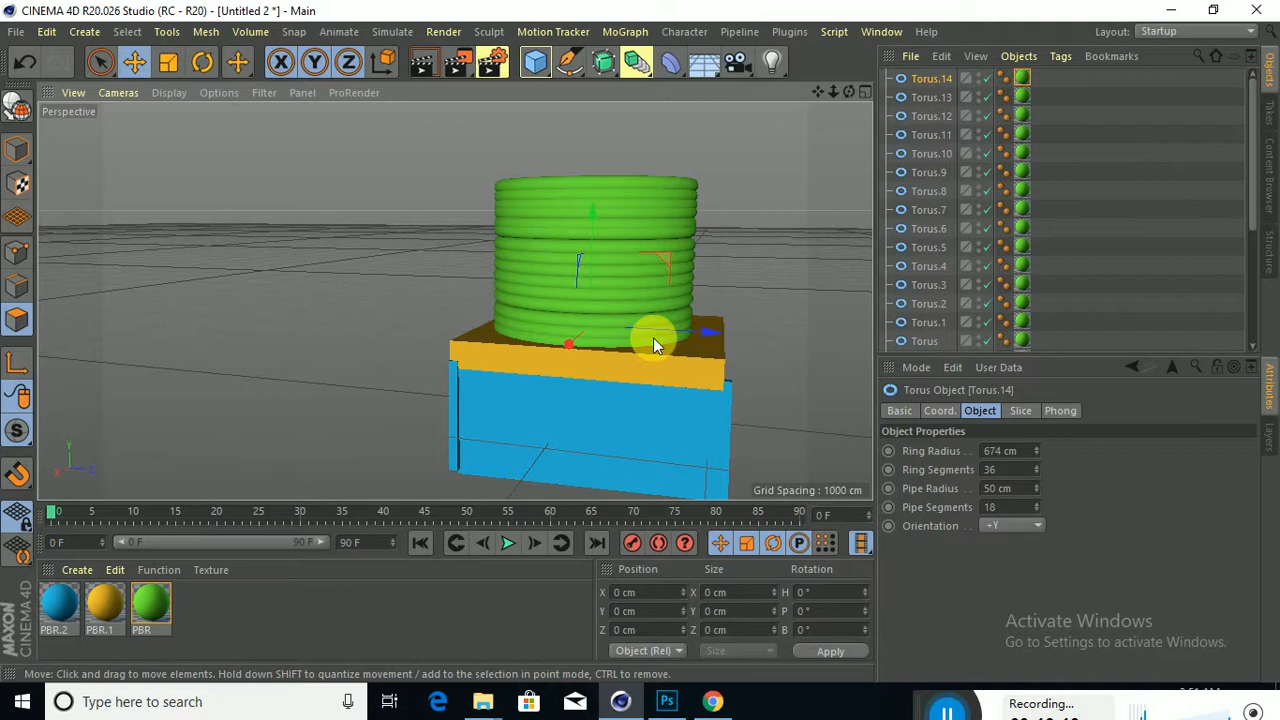 CINEMA 4D R20.026 Studio (RC - R20) - [Untitled 2 *] - Main
File Edit Create Select Tools Mesh Volume Snap Animate Simulate Render Sculpt Motion Tracker MoGraph Character Pipeline Plugins Script Window Help Layout: Startup
File Edit View Objects Tags Bookmarks
View Cameras Display Options Filter Panel ProRender
Perspective
Torus.14
Torus.13
Torus.12
Torus.11
Torus.10
Torus.9
Torus.8
Torus.7
Torus.6
Torus.5
Torus.4
Torus.3
Torus.2
Torus.1
Torus
Objects
Takes
Content Browser
Structure
Mode Edit User Data
Torus Object [Torus.14]
Basic Coord. Object Slice Phong
Object Properties
Ring Radius . . 674 cm
Ring Segments 36
Pipe Radius . . 50 cm
Pipe Segments 18
Orientation . . +Y
Attributes
Layers
Y
X Z
Grid Spacing : 1000 cm
0 5 10 15 20 25 30 35 40 45 50 55 60 65 70 75 80 85 90 0 F
0 F 0 F 90 F 90 F
Create Edit Function Texture
PBR.2 PBR.1 PBR
Position Size Rotation
X 0 cm X 0 cm H 0 °
Y 0 cm Y 0 cm P 0 °
Z 0 cm Z 0 cm B 0 °
Object (Rel) Size Apply
MAXON
CINEMA 4D
Activate Windows
Go to Settings to activate Windows.
Move: Click and drag to move elements. Hold down SHIFT to quantize movement / add to the selection in point mode, CTRL to remove.
Type here to search
Recording...